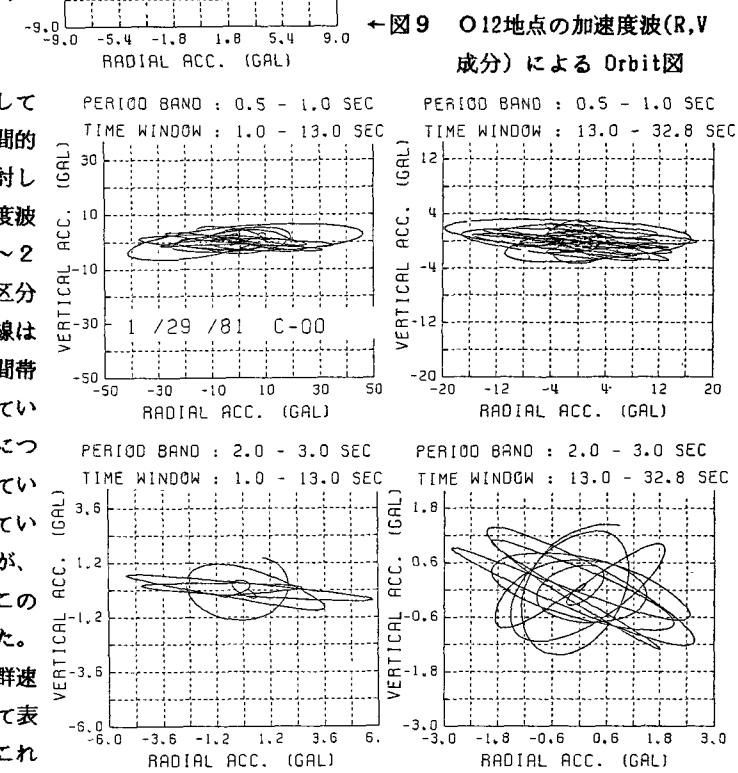 -9.0
-9.0 -5.4 -1.8 1.8 5.4 9.0
RADIAL ACC. (GAL)
←図9 O12地点の加速度波(R,V
成分)による Orbit図
して
間的
対し
度波
~2
区分
線は
間帯
てい
につ
てい
てい
が、
この
た。
群速
て表
これ
PERIOD BAND : 0.5 - 1.0 SEC
TIME WINDOW : 1.0 - 13.0 SEC
VERTICAL ACC. (GAL)
30
10
-10
-30
-50
1 /29 /81 C-00
-50 -30 -10 10 30 50
RADIAL ACC. (GAL)
PERIOD BAND : 0.5 - 1.0 SEC
TIME WINDOW : 13.0 - 32.8 SEC
VERTICAL ACC. (GAL)
12
4
-4
-12
-20
-20 -12 -4 4 12 20
RADIAL ACC. (GAL)
PERIOD BAND : 2.0 - 3.0 SEC
TIME WINDOW : 1.0 - 13.0 SEC
VERTICAL ACC. (GAL)
3.6
1.2
-1.2
-3.6
-6.0
-6.0 -3.6 -1.2 1.2 3.6 6.
RADIAL ACC. (GAL)
PERIOD BAND : 2.0 - 3.0 SEC
TIME WINDOW : 13.0 - 32.8 SEC
VERTICAL ACC. (GAL)
1.8
0.6
-0.6
-1.8
-3.0
-3.0 -1.8 -0.6 0.6 1.8 3.0
RADIAL ACC. (GAL)